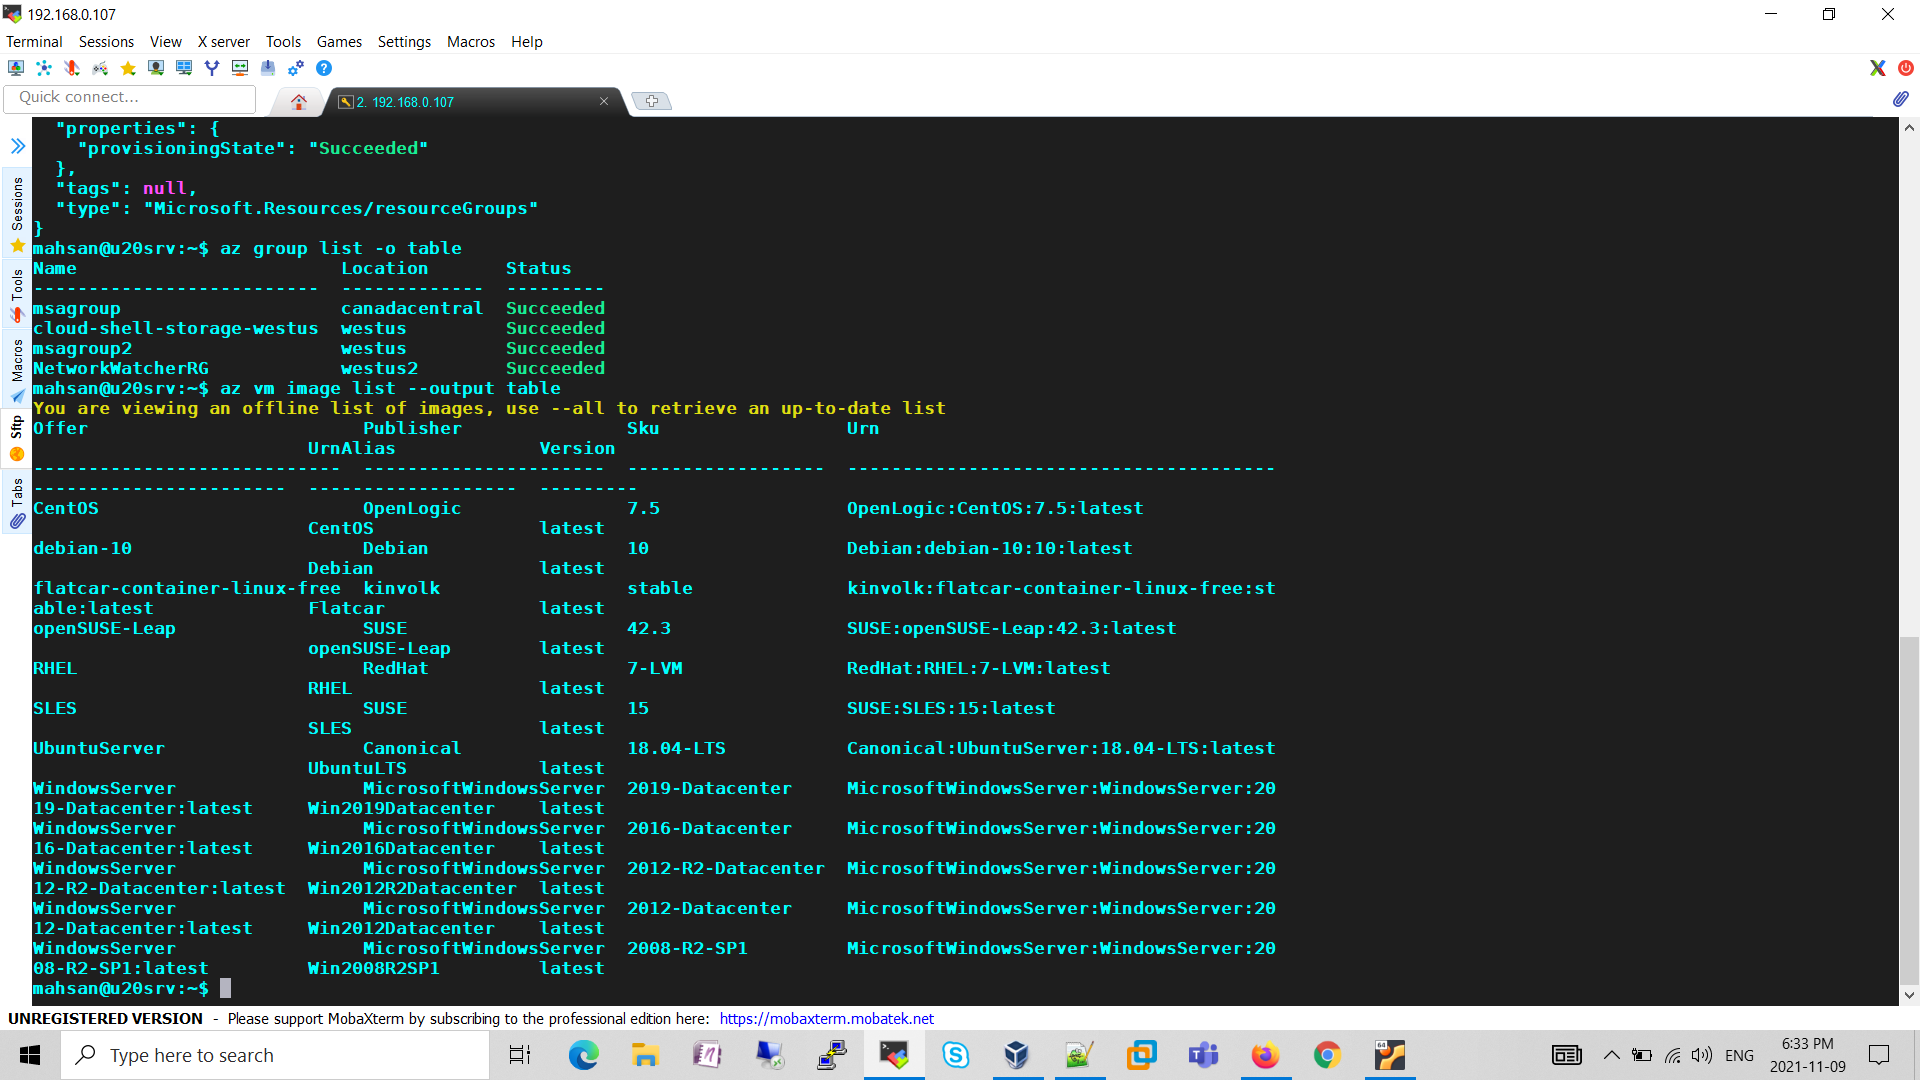 192.168.0.107
Terminal Sessions View X server Tools Games Settings Macros Help
Quick connect...
2. 192.168.0.107
Sessions
Tools
Macros
Sftp
Tabs
  "properties": {
    "provisioningState": "Succeeded"
  },
  "tags": null,
  "type": "Microsoft.Resources/resourceGroups"
}
mahsan@u20srv:~$ az group list -o table
Name                        Location       Status
--------------------------  -------------  ---------
msagroup                    canadacentral  Succeeded
cloud-shell-storage-westus  westus         Succeeded
msagroup2                   westus         Succeeded
NetworkWatcherRG            westus2        Succeeded
mahsan@u20srv:~$ az vm image list --output table
You are viewing an offline list of images, use --all to retrieve an up-to-date list
Offer                         Publisher               Sku                 Urn
                         UrnAlias             Version
----------------------------  ----------------------  ------------------  ---------------------------------------
-----------------------  -------------------  ---------
CentOS                        OpenLogic               7.5                 OpenLogic:CentOS:7.5:latest
                         CentOS               latest
debian-10                     Debian                  10                  Debian:debian-10:10:latest
                         Debian               latest
flatcar-container-linux-free  kinvolk                 stable              kinvolk:flatcar-container-linux-free:st
able:latest              Flatcar              latest
openSUSE-Leap                 SUSE                    42.3                SUSE:openSUSE-Leap:42.3:latest
                         openSUSE-Leap        latest
RHEL                          RedHat                  7-LVM               RedHat:RHEL:7-LVM:latest
                         RHEL                 latest
SLES                          SUSE                    15                  SUSE:SLES:15:latest
                         SLES                 latest
UbuntuServer                  Canonical               18.04-LTS           Canonical:UbuntuServer:18.04-LTS:latest
                         UbuntuLTS            latest
WindowsServer                 MicrosoftWindowsServer  2019-Datacenter     MicrosoftWindowsServer:WindowsServer:20
19-Datacenter:latest     Win2019Datacenter    latest
WindowsServer                 MicrosoftWindowsServer  2016-Datacenter     MicrosoftWindowsServer:WindowsServer:20
16-Datacenter:latest     Win2016Datacenter    latest
WindowsServer                 MicrosoftWindowsServer  2012-R2-Datacenter  MicrosoftWindowsServer:WindowsServer:20
12-R2-Datacenter:latest  Win2012R2Datacenter  latest
WindowsServer                 MicrosoftWindowsServer  2012-Datacenter     MicrosoftWindowsServer:WindowsServer:20
12-Datacenter:latest     Win2012Datacenter    latest
WindowsServer                 MicrosoftWindowsServer  2008-R2-SP1         MicrosoftWindowsServer:WindowsServer:20
08-R2-SP1:latest         Win2008R2SP1         latest
mahsan@u20srv:~$
UNREGISTERED VERSION - Please support MobaXterm by subscribing to the professional edition here: https://mobaxterm.mobatek.net
Type here to search
64
ENG
6:33 PM
2021-11-09